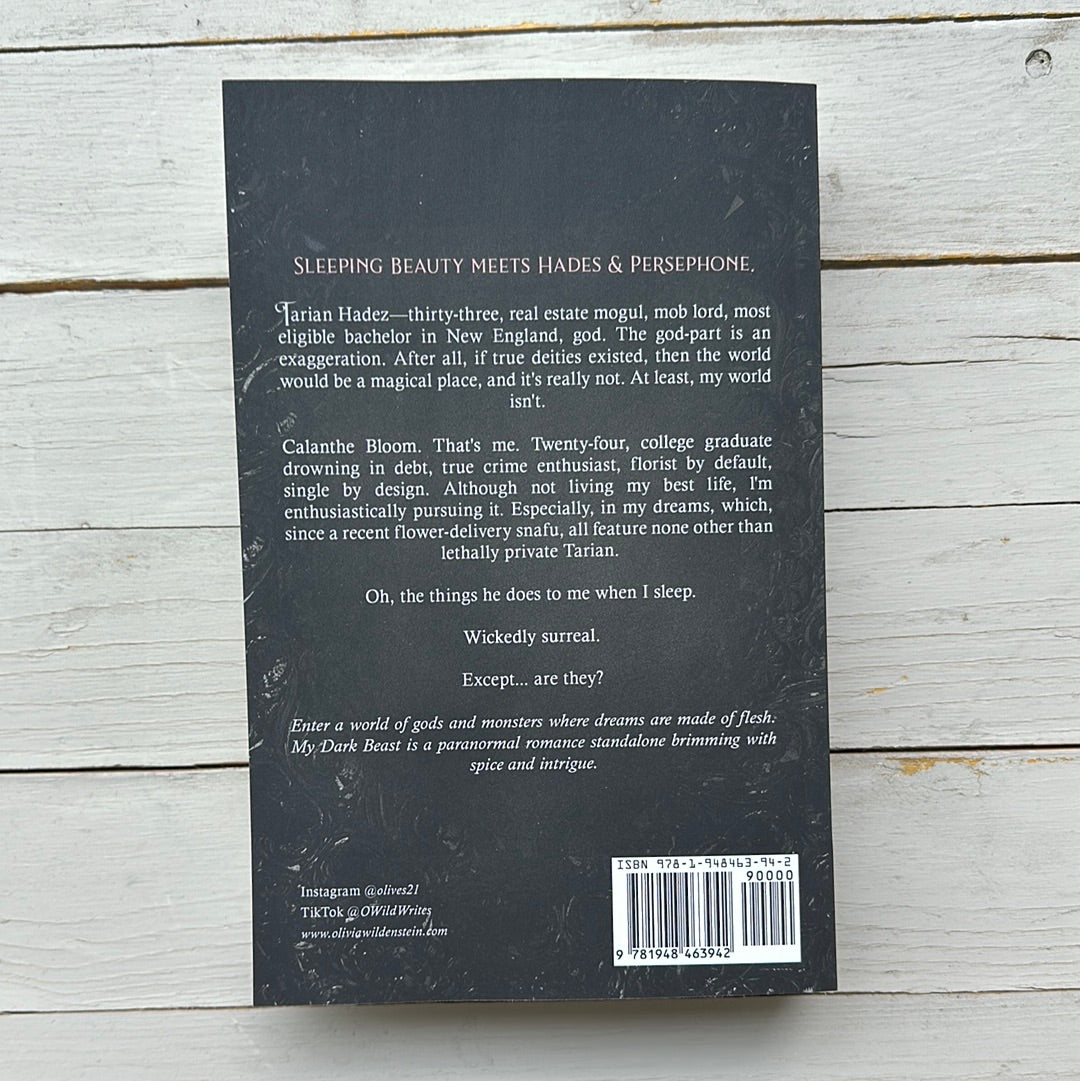 SLEEPING BEAUTY MEETS HADES & PERSEPHONE.
Tarian Hadez—thirty-three, real estate mogul, mob lord, most
eligible bachelor in New England, god. The god-part is an
exaggeration. After all, if true deities existed, then the world
would be a magical place, and it's really not. At least, my world
isn't.
Calanthe Bloom. That's me. Twenty-four, college graduate
drowning in debt, true crime enthusiast, florist by default,
single by design. Although not living my best life, I'm
enthusiastically pursuing it. Especially, in my dreams, which,
since a recent flower-delivery snafu, all feature none other than
lethally private Tarian.
Oh, the things he does to me when I sleep.
Wickedly surreal.
Except... are they?
Enter a world of gods and monsters where dreams are made of flesh.
My Dark Beast is a paranormal romance standalone brimming with
spice and intrigue.
Instagram @olives21
TikTok @OWildWrites
www.oliviawildenstein.com
ISBN 978-1-948463-94-2
90000
9 781948 463942